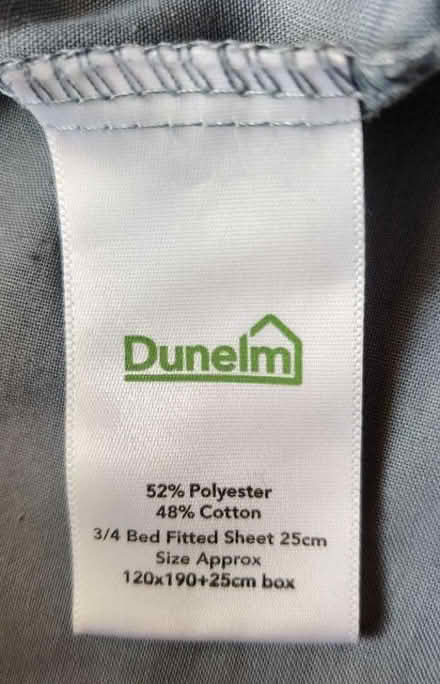 Dunelm
52% Polyester
48% Cotton
3/4 Bed Fitted Sheet 25cm
Size Approx
120x190+25cm box